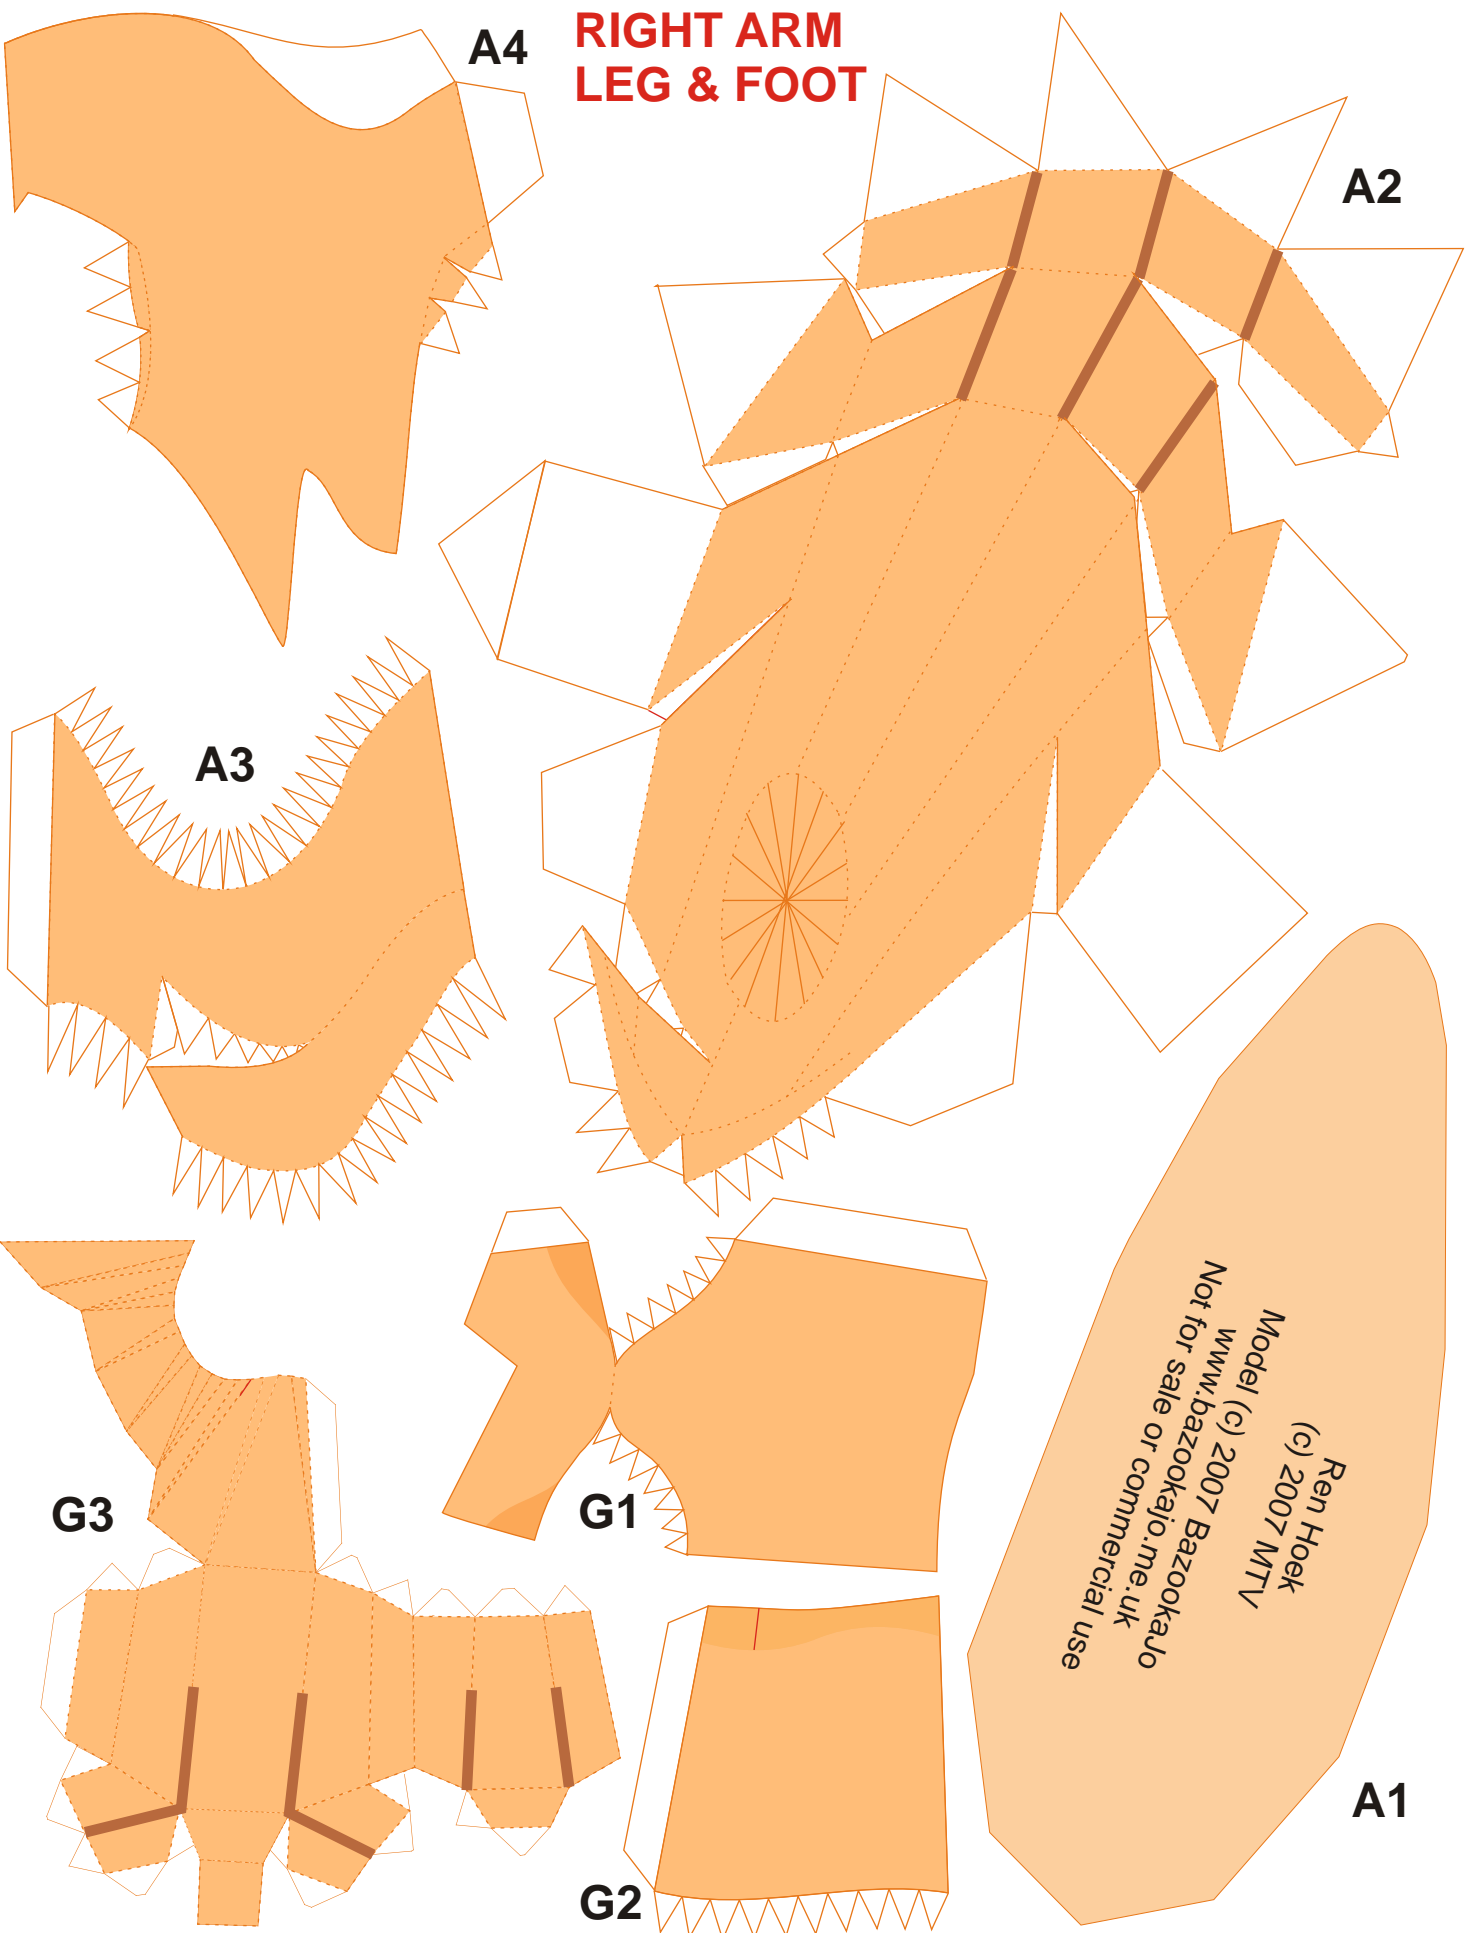 RIGHT ARM
LEG & FOOT
A4
A2
A3
G3
G1
G2
A1
Ren Hoek
(c) 2007 MTV
Model (c) 2007 BazookaJo
www.bazookajo.me.uk
Not for sale or commercial use